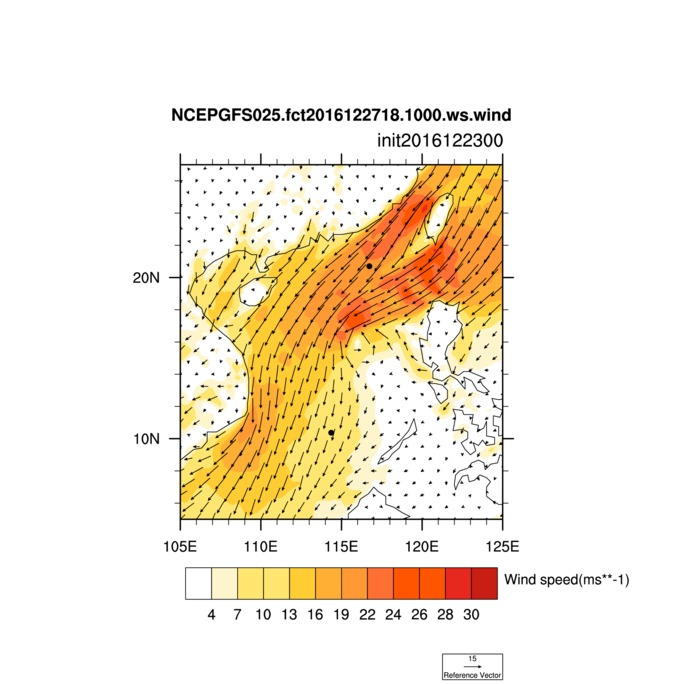 NCEPGFS025.fct2016122718.1000.ws.wind
init2016122300
20N
10N
105E 110E 115E 120E 125E
Wind speed(ms**-1)
4 7 10 13 16 19 22 24 26 28 30
15
Reference Vector